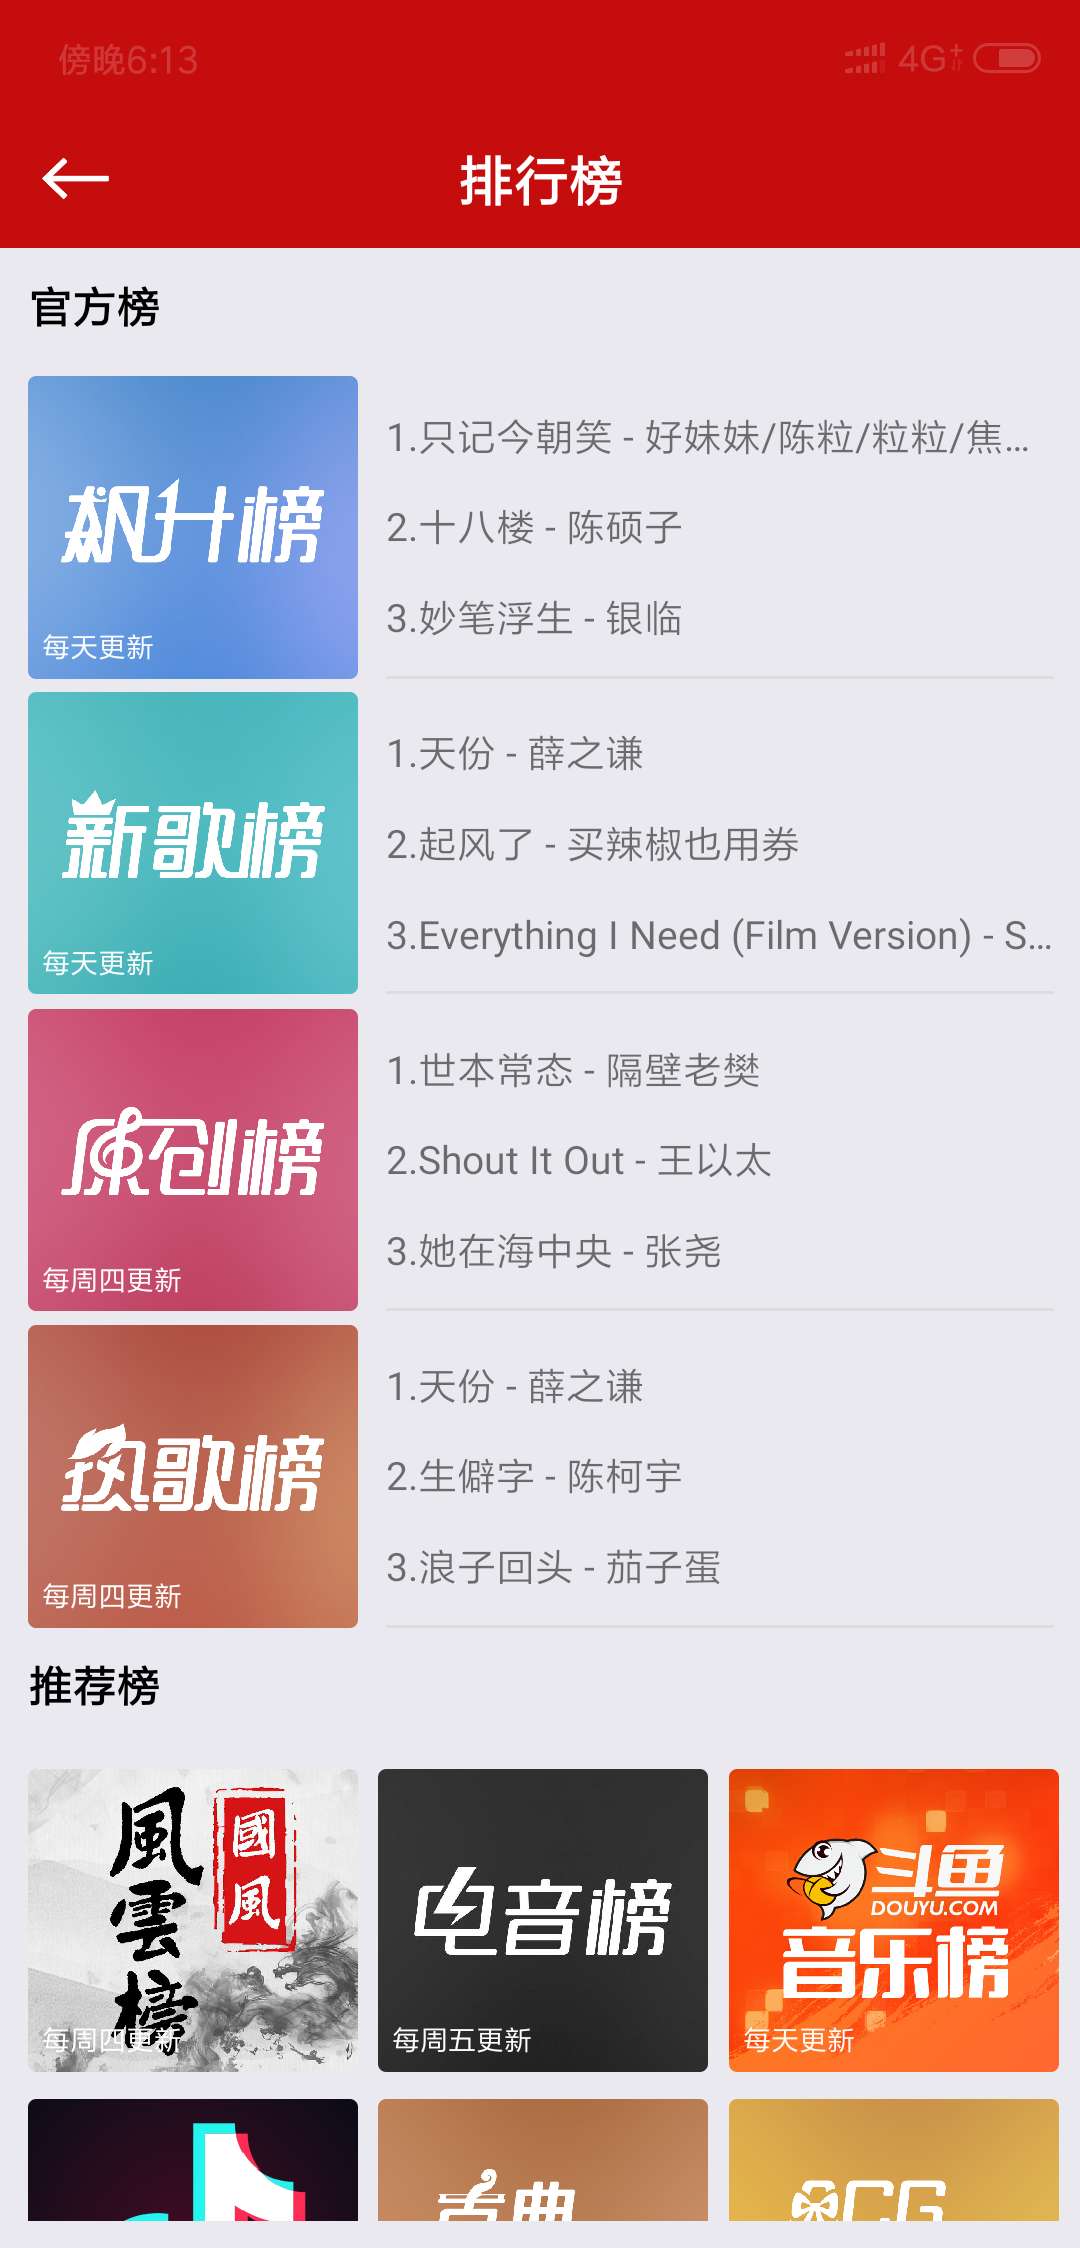 傍晚6:13
4G+
排行榜
官方榜
飙升榜
每天更新
1.只记今朝笑 - 好妹妹/陈粒/粒粒/焦...
2.十八楼 - 陈硕子
3.妙笔浮生 - 银临
新歌榜
每天更新
1.天份 - 薛之谦
2.起风了 - 买辣椒也用券
3.Everything I Need (Film Version) - S...
原创榜
每周四更新
1.世本常态 - 隔壁老樊
2.Shout It Out - 王以太
3.她在海中央 - 张尧
热歌榜
每周四更新
1.天份 - 薛之谦
2.生僻字 - 陈柯宇
3.浪子回头 - 茄子蛋
推荐榜
國風
風雲榜
每周四更新
电音榜
每周五更新
斗鱼
DOUYU.COM
音乐榜
每天更新
古典
ACG